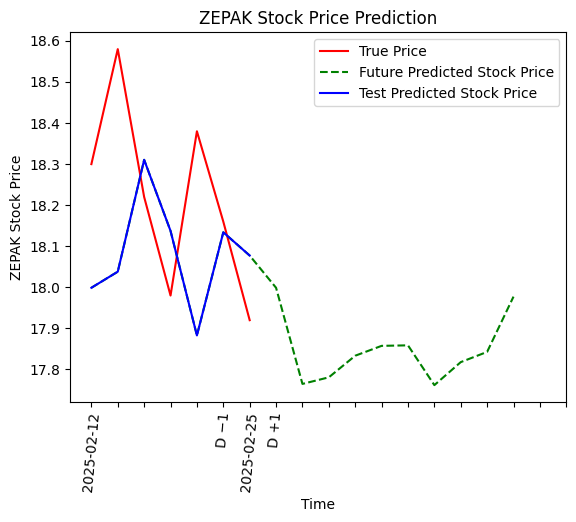 ZEPAK Stock Price Prediction
True Price
Future Predicted Stock Price
Test Predicted Stock Price
ZEPAK Stock Price
18.6
18.5
18.4
18.3
18.2
18.1
18.0
17.9
17.8
2025-02-12
D −1
2025-02-25
D +1
Time